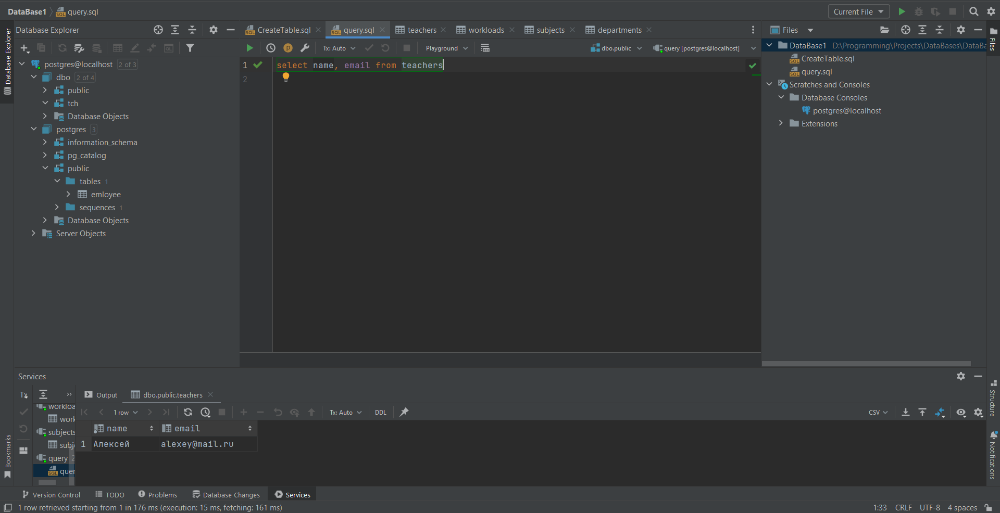 DataBase1 query.sql
Current File
Database Explorer
CreateTable.sql
query.sql
teachers
workloads
subjects
departments
Files
Tx: Auto
Playground
dbo.public
query [postgres@localhost]
Database Explorer
postgres@localhost 2 of 3
dbo 2 of 4
public
tch
Database Objects
postgres 3
information_schema
pg_catalog
public
tables 1
emloyee
sequences 1
Database Objects
Server Objects
1
2
select name, email from teachers
DataBase1 D:\Programming\Projects\DataBases\DataBa
CreateTable.sql
query.sql
Scratches and Consoles
Database Consoles
postgres@localhost
Extensions
Files
Services
Tx
Output
dbo.public.teachers
workloa
work
subjects
subj
query 2
quer
1 row
Tx: Auto
DDL
CSV
name
email
1 Алексей alexey@mail.ru
Bookmarks
Structure
Notifications
Version Control
TODO
Problems
Database Changes
Services
1 row retrieved starting from 1 in 176 ms (execution: 15 ms, fetching: 161 ms)
1:33 CRLF UTF-8 4 spaces